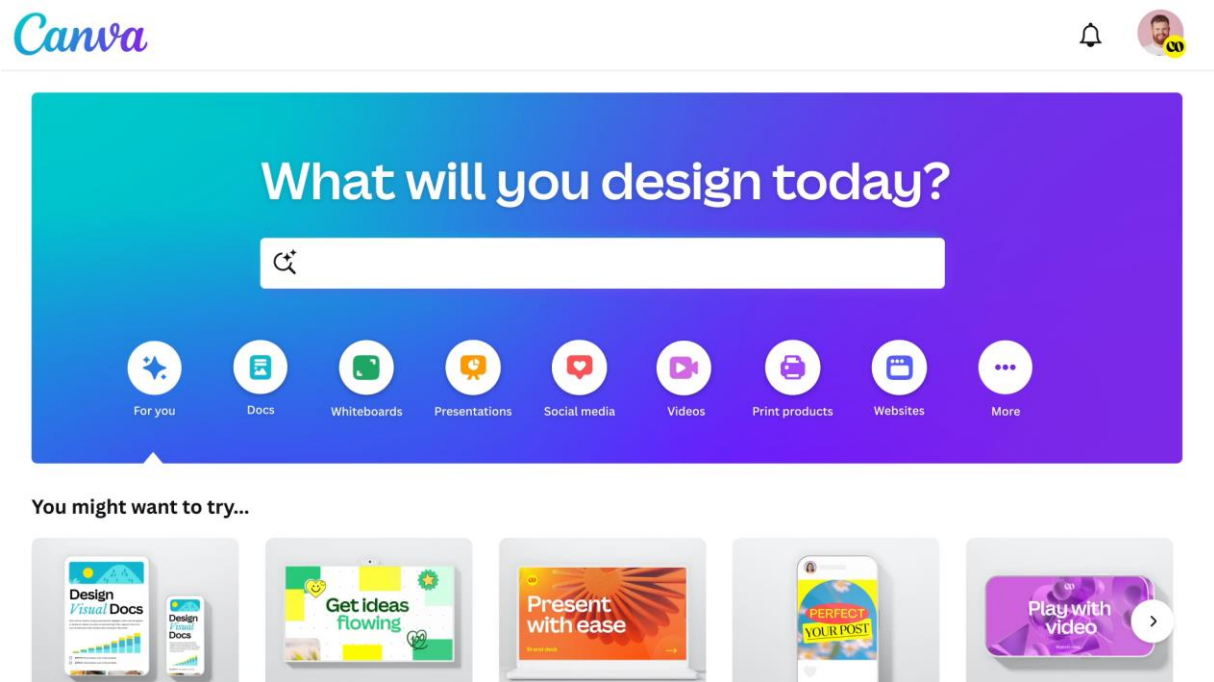 Canva
What will you design today?
For you
Docs
Whiteboards
Presentations
Social media
Videos
Print products
Websites
More
You might want to try...
Design
Visual Docs
Design
Visual
Docs
Get ideas
flowing
Present
with ease
Brand deck
PERFECT
YOUR POST
Play with
video